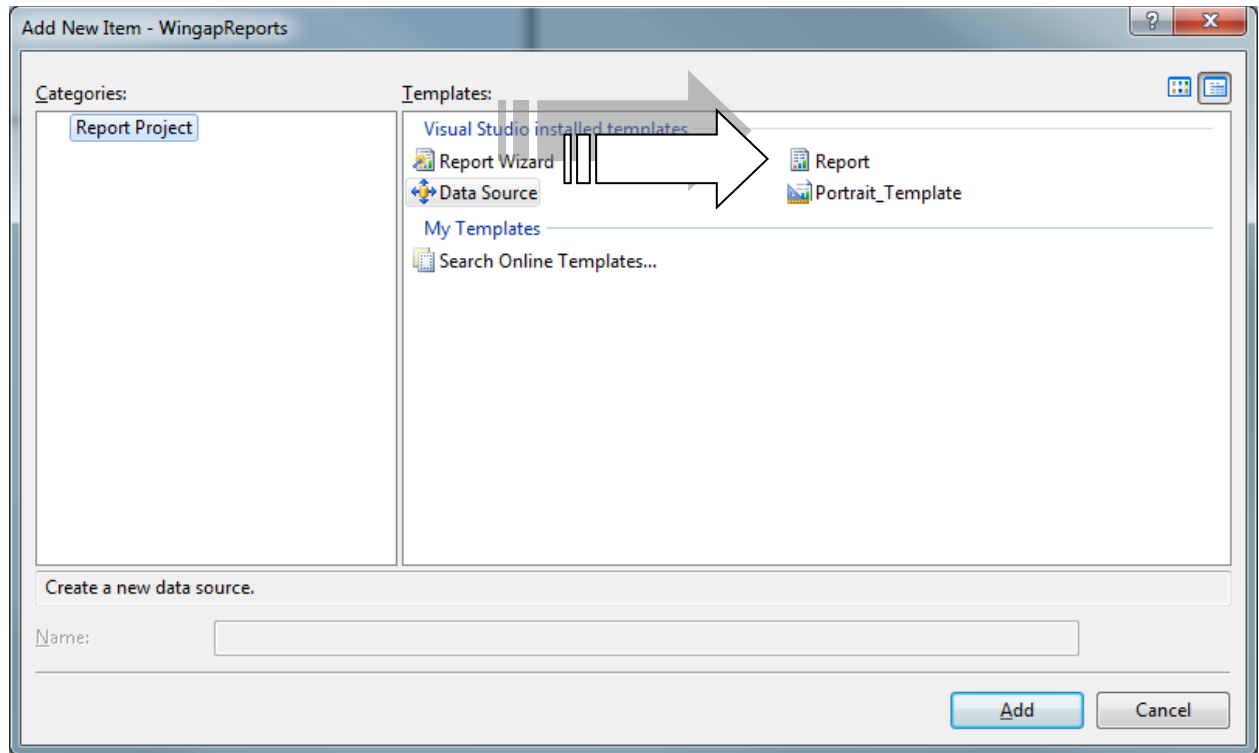 Add New Item - WingapReports
Categories:
Templates:
Report Project
Visual Studio installed templates
Report Wizard
Report
Data Source
Portrait_Template
My Templates
Search Online Templates...
Create a new data source.
Name:
Add
Cancel